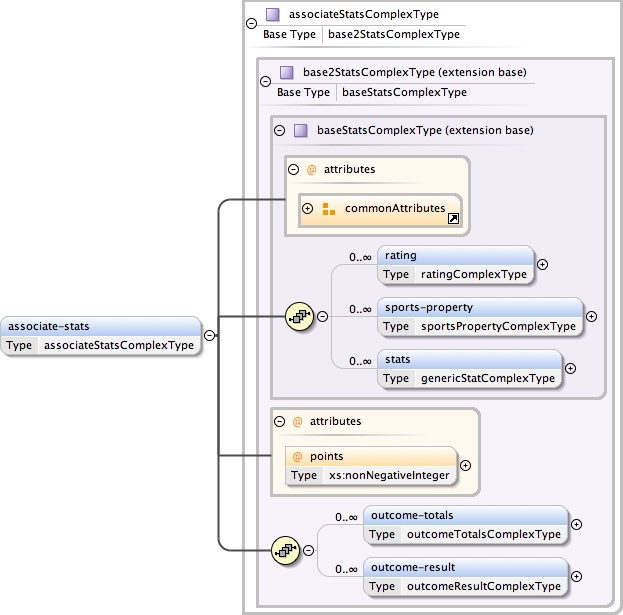 associateStatsComplexType
Base Type base2StatsComplexType
base2StatsComplexType (extension base)
Base Type baseStatsComplexType
baseStatsComplexType (extension base)
@ attributes
commonAttributes
0..∞ rating
Type ratingComplexType
0..∞ sports-property
Type sportsPropertyComplexType
0..∞ stats
Type genericStatComplexType
associate-stats
Type associateStatsComplexType
@ attributes
@ points
Type xs:nonNegativeInteger
0..∞ outcome-totals
Type outcomeTotalsComplexType
0..∞ outcome-result
Type outcomeResultComplexType